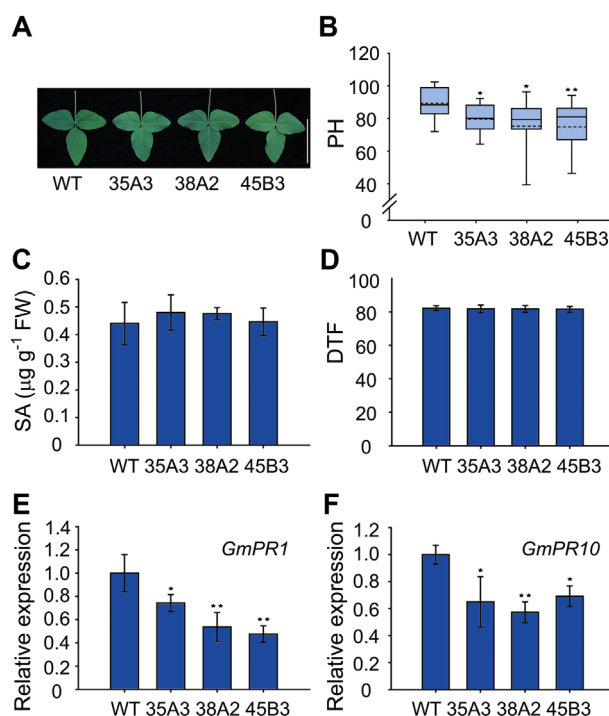 A
WT 35A3 38A2 45B3
B
PH
120
100
80
60
40
0
* * **
WT 35A3 38A2 45B3
C
SA (µg g⁻¹ FW)
0.6
0.5
0.4
0.3
0.2
0.1
0
WT 35A3 38A2 45B3
D
DTF
100
80
60
40
20
0
WT 35A3 38A2 45B3
E
GmPR1
Relative expression
1.4
1.2
1.0
0.8
0.6
0.4
0.2
0
* ** **
WT 35A3 38A2 45B3
F
GmPR10
Relative expression
1.2
1.0
0.8
0.6
0.4
0.2
0
* ** *
WT 35A3 38A2 45B3